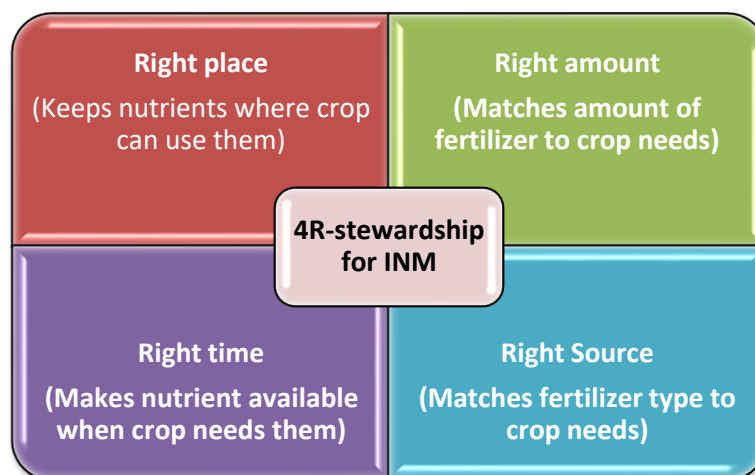 Right place
(Keeps nutrients where crop
can use them)
Right amount
(Matches amount of
fertilizer to crop needs)
4R-stewardship
for INM
Right time
(Makes nutrient available
when crop needs them)
Right Source
(Matches fertilizer type to
crop needs)